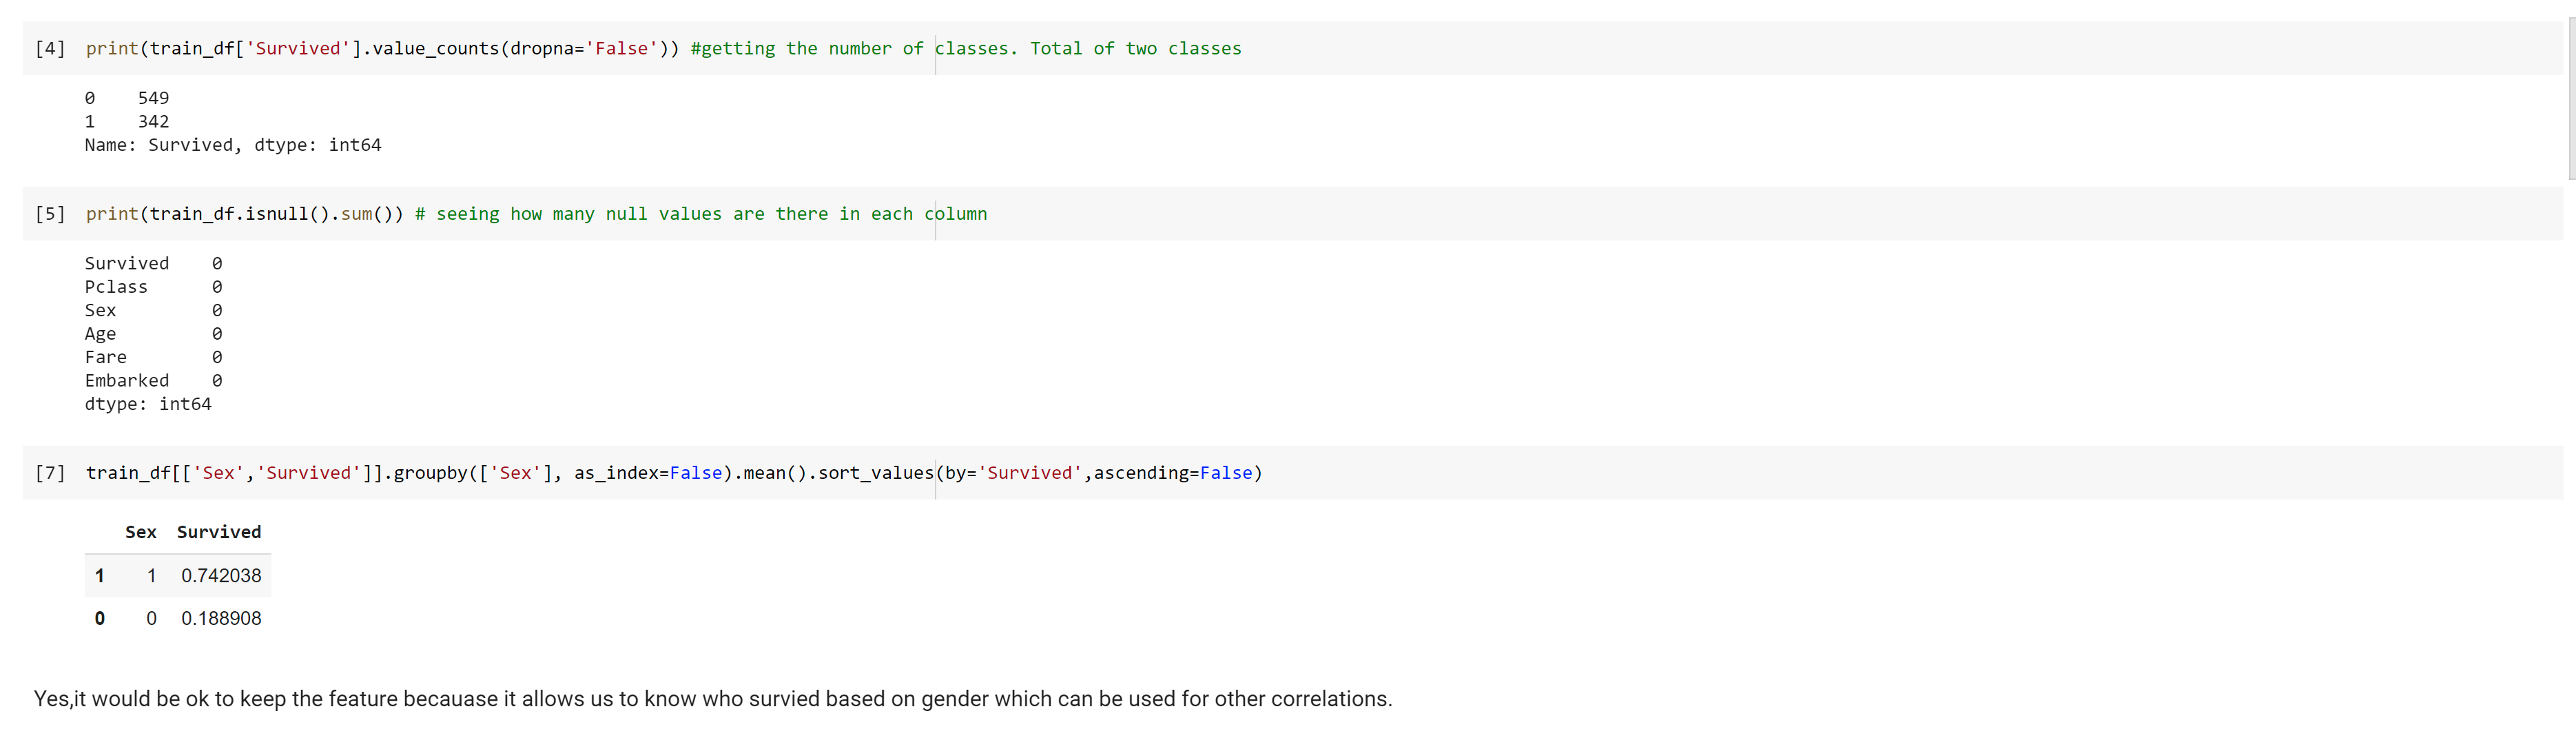 [4] print(train_df['Survived'].value_counts(dropna='False')) #getting the number of classes. Total of two classes
0 549
1 342
Name: Survived, dtype: int64
[5] print(train_df.isnull().sum()) # seeing how many null values are there in each column
Survived 0
Pclass 0
Sex 0
Age 0
Fare 0
Embarked 0
dtype: int64
[7] train_df[['Sex','Survived']].groupby(['Sex'], as_index=False).mean().sort_values(by='Survived',ascending=False)
Sex Survived
1 1 0.742038
0 0 0.188908
Yes,it would be ok to keep the feature becauase it allows us to know who survied based on gender which can be used for other correlations.